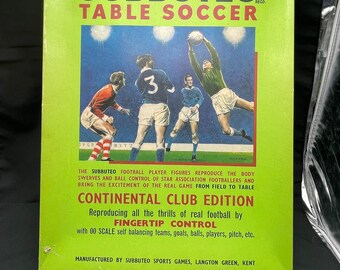 SUBBUTEO
TABLE SOCCER
3
THE SUBBUTEO FOOTBALL PLAYER FIGURES REPRODUCE THE BODY
SWERVES AND BALL CONTROL OF STAR ASSOCIATION FOOTBALLERS AND
BRING THE EXCITEMENT OF THE REAL GAME FROM FIELD TO TABLE
CONTINENTAL CLUB EDITION
Reproducing all the thrills of real football by
FINGERTIP CONTROL
with 00 SCALE self balancing teams, goals, balls, players, pitch, etc.
MANUFACTURED BY SUBBUTEO SPORTS GAMES, LANGTON GREEN, KENT